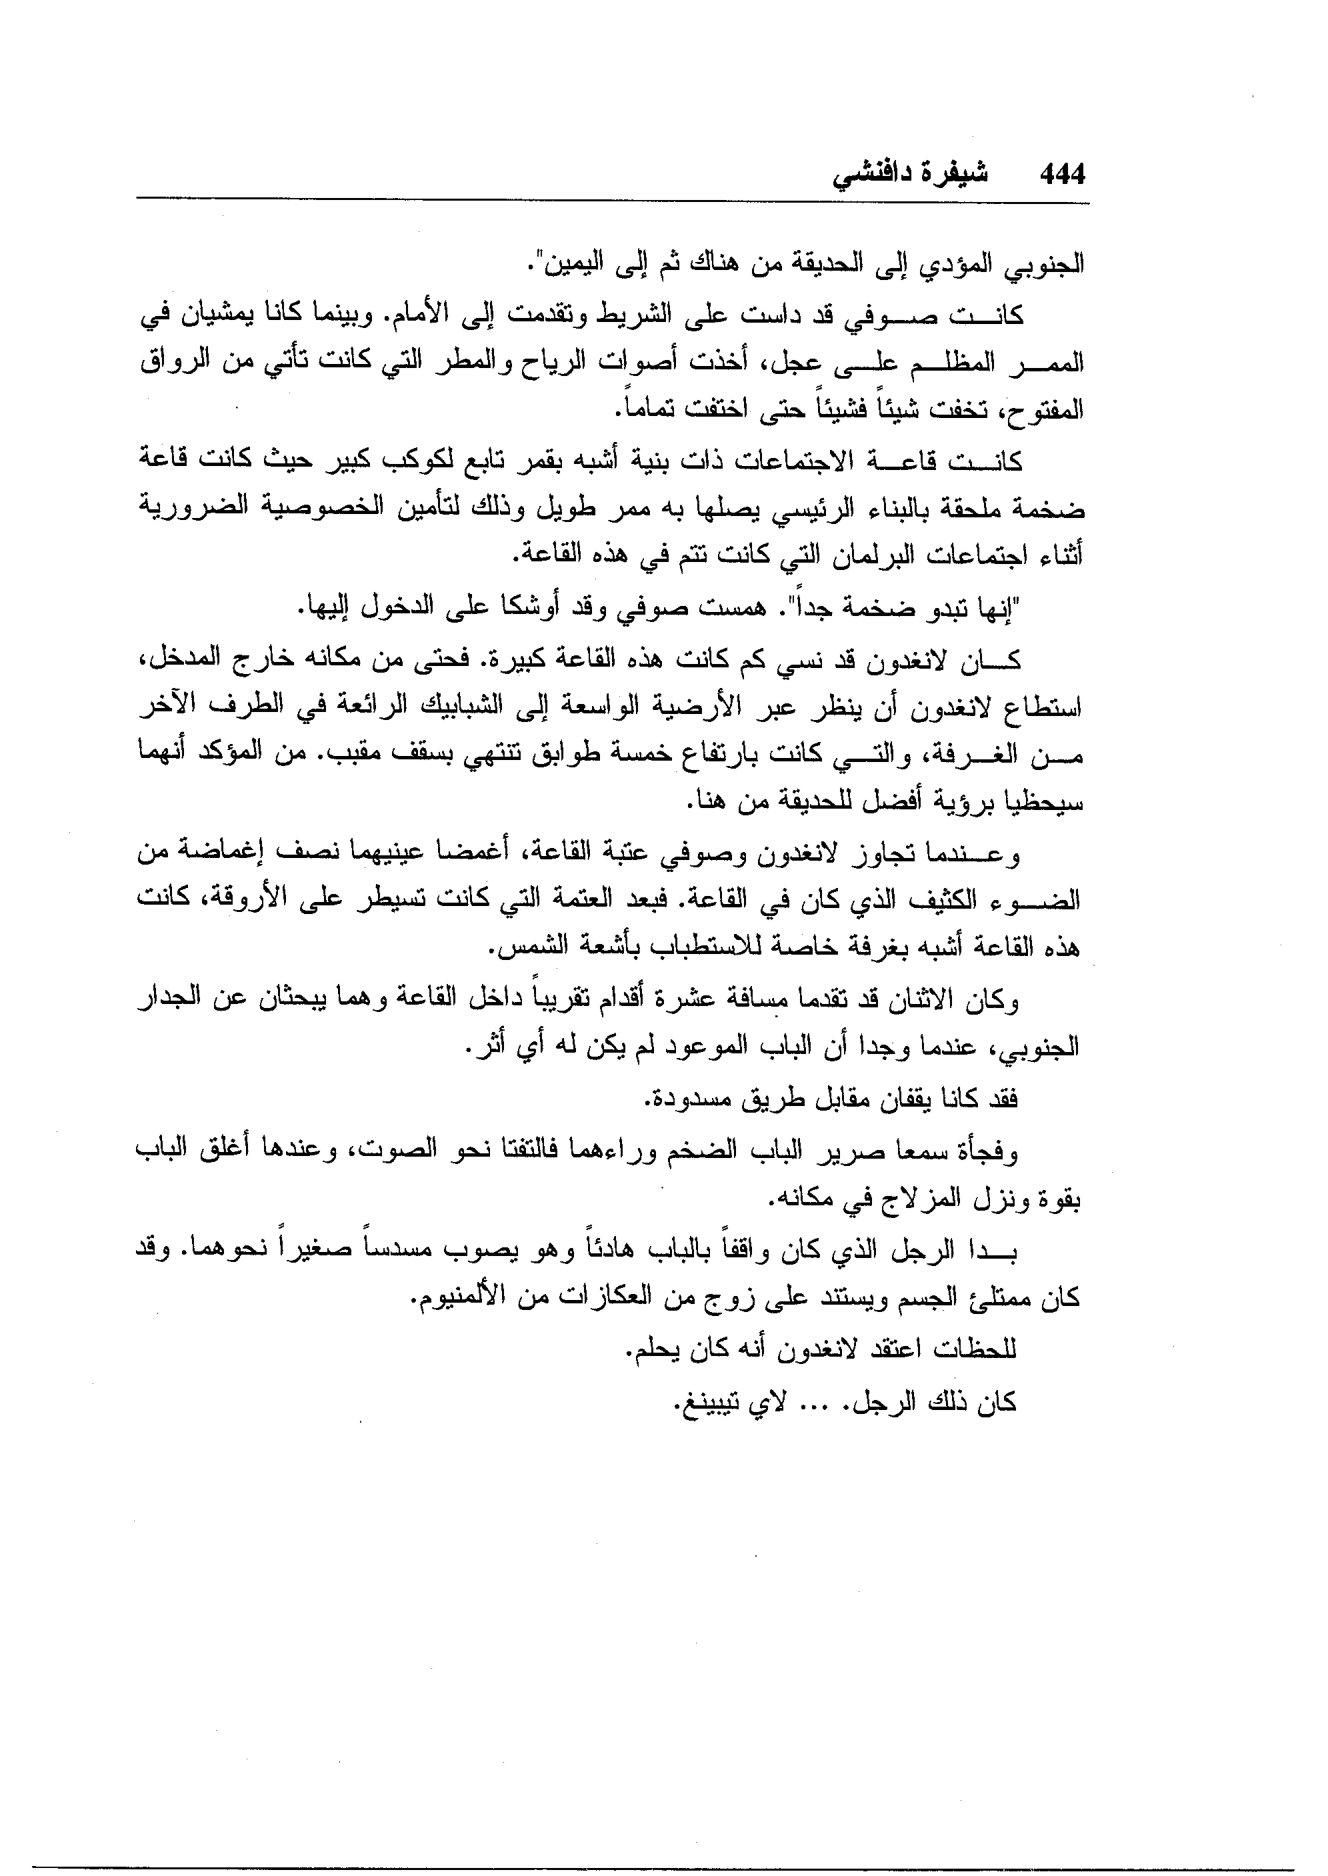 444 شيفرة دافنشي
الجنوبي المؤدي إلى الحديقة من هناك ثم إلى اليمين".
كانت صوفي قد داست على الشريط وتقدمت إلى الأمام. وبينما كانا يمشيان في
الممر المظلم على عجل، أخذت أصوات الرياح والمطر التي كانت تأتي من الرواق
المفتوح، تخفت شيئاً فشيئاً حتى اختفت تماماً.
كانت قاعة الاجتماعات ذات بنية أشبه بقمر تابع لكوكب كبير حيث كانت قاعة
ضخمة ملحقة بالبناء الرئيسي يصلها به ممر طويل وذلك لتأمين الخصوصية الضرورية
أثناء اجتماعات البرلمان التي كانت تتم في هذه القاعة.
"إنها تبدو ضخمة جداً". همست صوفي وقد أوشكا على الدخول إليها.
كان لانغدون قد نسي كم كانت هذه القاعة كبيرة. فحتى من مكانه خارج المدخل،
استطاع لانغدون أن ينظر عبر الأرضية الواسعة إلى الشبابيك الرائعة في الطرف الآخر
من الغرفة، والتي كانت بارتفاع خمسة طوابق تنتهي بسقف مقبب. من المؤكد أنهما
سيحظيا برؤية أفضل للحديقة من هنا.
وعندما تجاوز لانغدون وصوفي عتبة القاعة، أغمضا عينيهما نصف إغماضة من
الضوء الكثيف الذي كان في القاعة. فبعد العتمة التي كانت تسيطر على الأروقة، كانت
هذه القاعة أشبه بغرفة خاصة للاستطباب بأشعة الشمس.
وكان الاثنان قد تقدما مسافة عشرة أقدام تقريباً داخل القاعة وهما يبحثان عن الجدار
الجنوبي، عندما وجدا أن الباب الموعود لم يكن له أي أثر.
فقد كانا يقفان مقابل طريق مسدودة.
وفجأة سمعا صرير الباب الضخم وراءهما فالتفتا نحو الصوت، وعندها أغلق الباب
بقوة ونزل المزلاج في مكانه.
بدا الرجل الذي كان واقفاً بالباب هادئاً وهو يصوب مسدساً صغيراً نحوهما. وقد
كان ممتلئ الجسم ويستند على زوج من العكازات من الألمنيوم.
للحظات اعتقد لانغدون أنه كان يحلم.
كان ذلك الرجل. ... لاي تيبينغ.